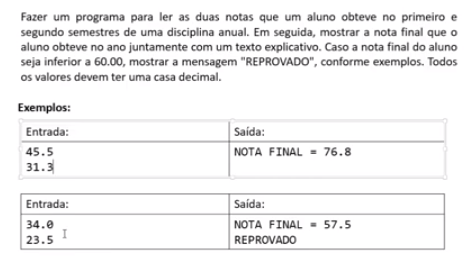 Fazer um programa para ler as duas notas que um aluno obteve no primeiro e
segundo semestres de uma disciplina anual. Em seguida, mostrar a nota final que o
aluno obteve no ano juntamente com um texto explicativo. Caso a nota final do aluno
seja inferior a 60.00, mostrar a mensagem "REPROVADO", conforme exemplos. Todos
os valores devem ter uma casa decimal.
Exemplos:
Entrada: Saída:
45.5 NOTA FINAL = 76.8
31.3
Entrada: Saída:
34.0 NOTA FINAL = 57.5
23.5 REPROVADO